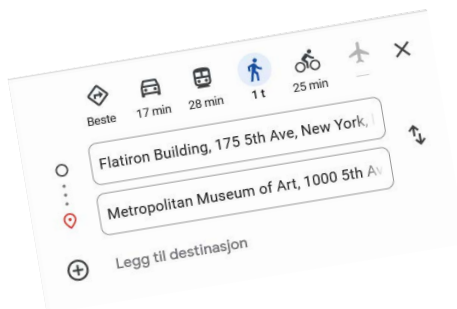 Beste
17 min
28 min
1 t
25 min
Flatiron Building, 175 5th Ave, New York,
Metropolitan Museum of Art, 1000 5th Av
Legg til destinasjon